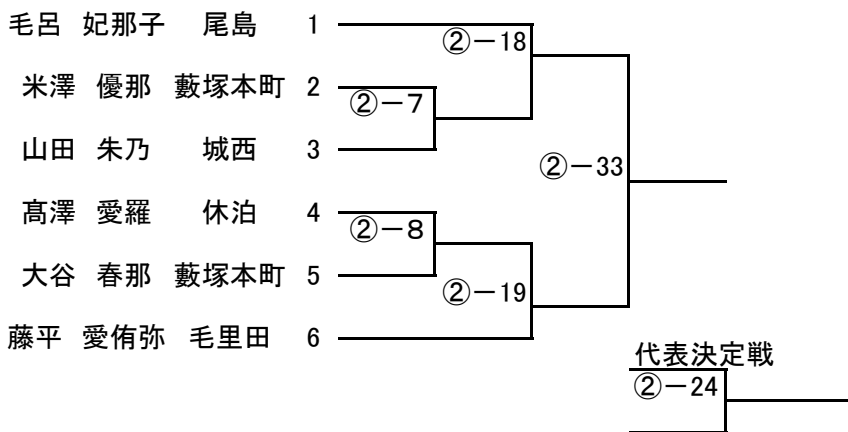 毛呂 妃那子 尾島 1
②－18
米澤 優那 藪塚本町 2
②－7
山田 朱乃 城西 3
②－33
髙澤 愛羅 休泊 4
②－8
大谷 春那 藪塚本町 5
②－19
藤平 愛侑弥 毛里田 6
代表決定戦
②－24